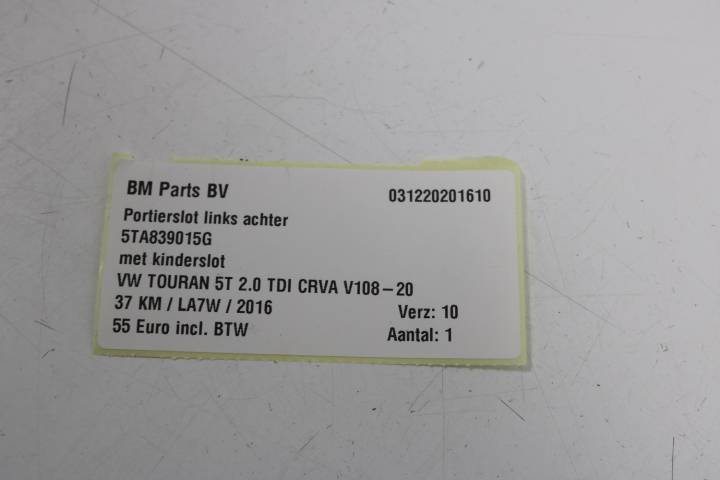 BM Parts BV 031220201610
Portierslot links achter
5TA839015G
met kinderslot
VW TOURAN 5T 2.0 TDI CRVA V108-20
37 KM / LA7W / 2016 Verz: 10
55 Euro incl. BTW Aantal: 1